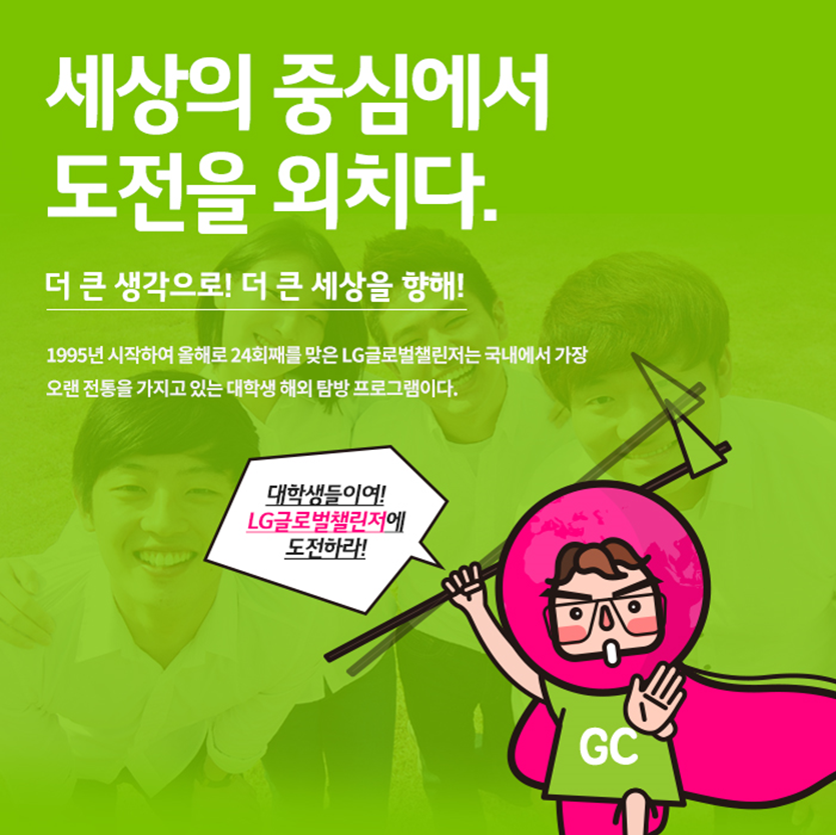 세상의 중심에서
도전을 외치다.
더 큰 생각으로! 더 큰 세상을 향해!
1995년 시작하여 올해로 24회째를 맞은 LG글로벌챌린저는 국내에서 가장
오랜 전통을 가지고 있는 대학생 해외 탐방 프로그램이다.
대학생들이여!
LG글로벌챌린저에
도전하라!
GC